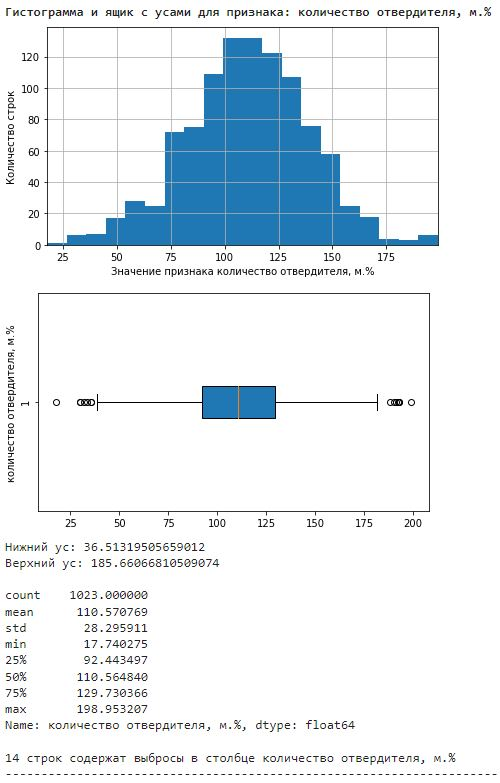 Гистограмма и ящик с усами для признака: количество отвердителя, м.%
120
100
80
60
40
20
0
Количество строк
25 50 75 100 125 150 175
Значение признака количество отвердителя, м.%
количество отвердителя, м.%
1
25 50 75 100 125 150 175 200
Нижний ус: 36.51319505659012
Верхний ус: 185.66066810509074
count 1023.000000
mean 110.570769
std 28.295911
min 17.740275
25% 92.443497
50% 110.564840
75% 129.730366
max 198.953207
Name: количество отвердителя, м.%, dtype: float64
14 строк содержат выбросы в столбце количество отвердителя, м.%